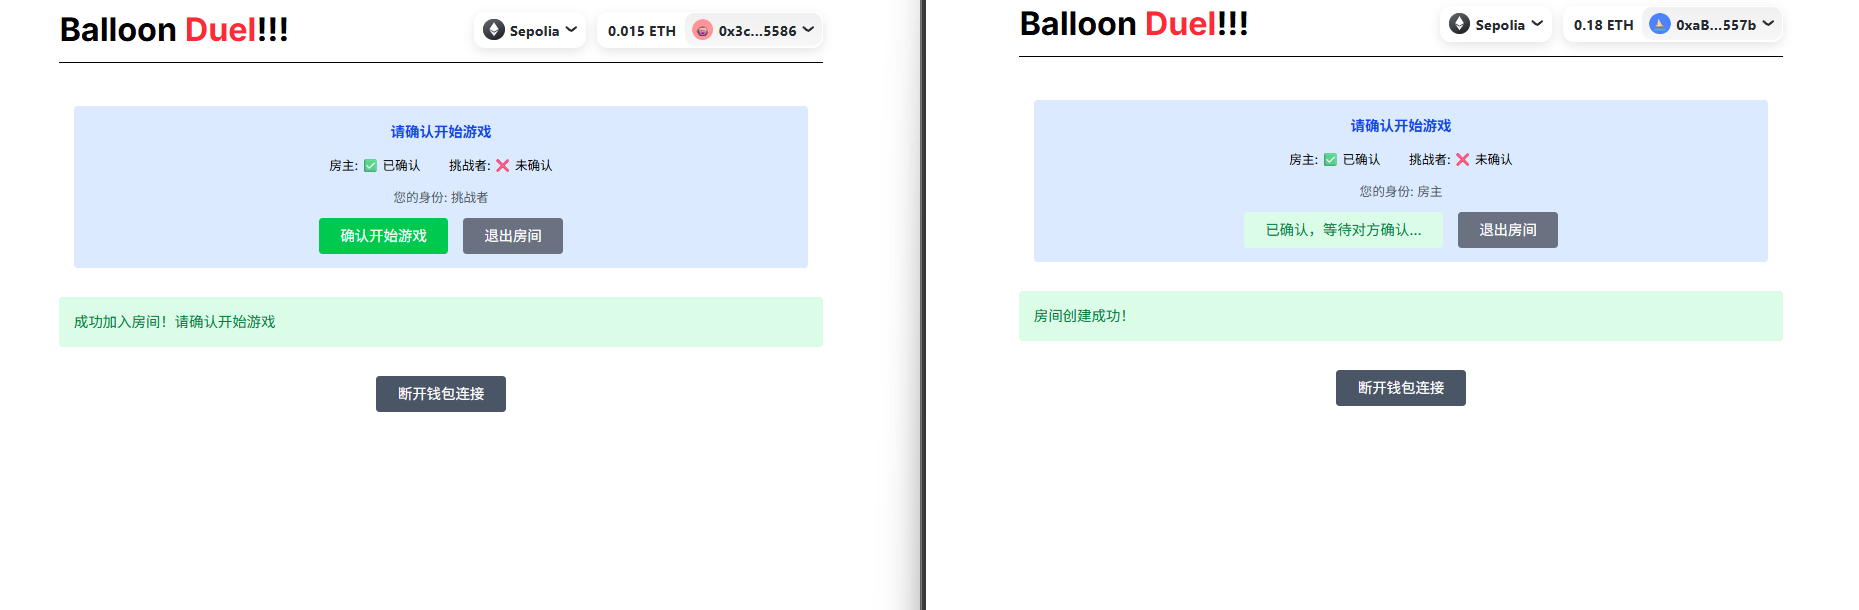 Balloon Duel!!!
Sepolia
0.015 ETH
0x3c...5586
请确认开始游戏
房主: ✅ 已确认
挑战者: ❌ 未确认
您的身份: 挑战者
确认开始游戏
退出房间
成功加入房间！请确认开始游戏
断开钱包连接
Balloon Duel!!!
Sepolia
0.18 ETH
0xaB...557b
请确认开始游戏
房主: ✅ 已确认
挑战者: ❌ 未确认
您的身份: 房主
已确认，等待对方确认...
退出房间
房间创建成功！
断开钱包连接